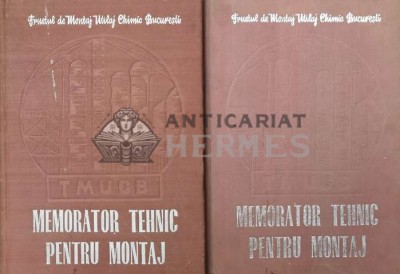 Trustul de Montaj Utilaj Chimic București
TMUCB
MEMORATOR TEHNIC
PENTRU MONTAJ
Trustul de Montaj Utilaj Chimic București
MEMORATOR TEHNIC
PENTRU MONTAJ
ANTICARIAT
HERMES